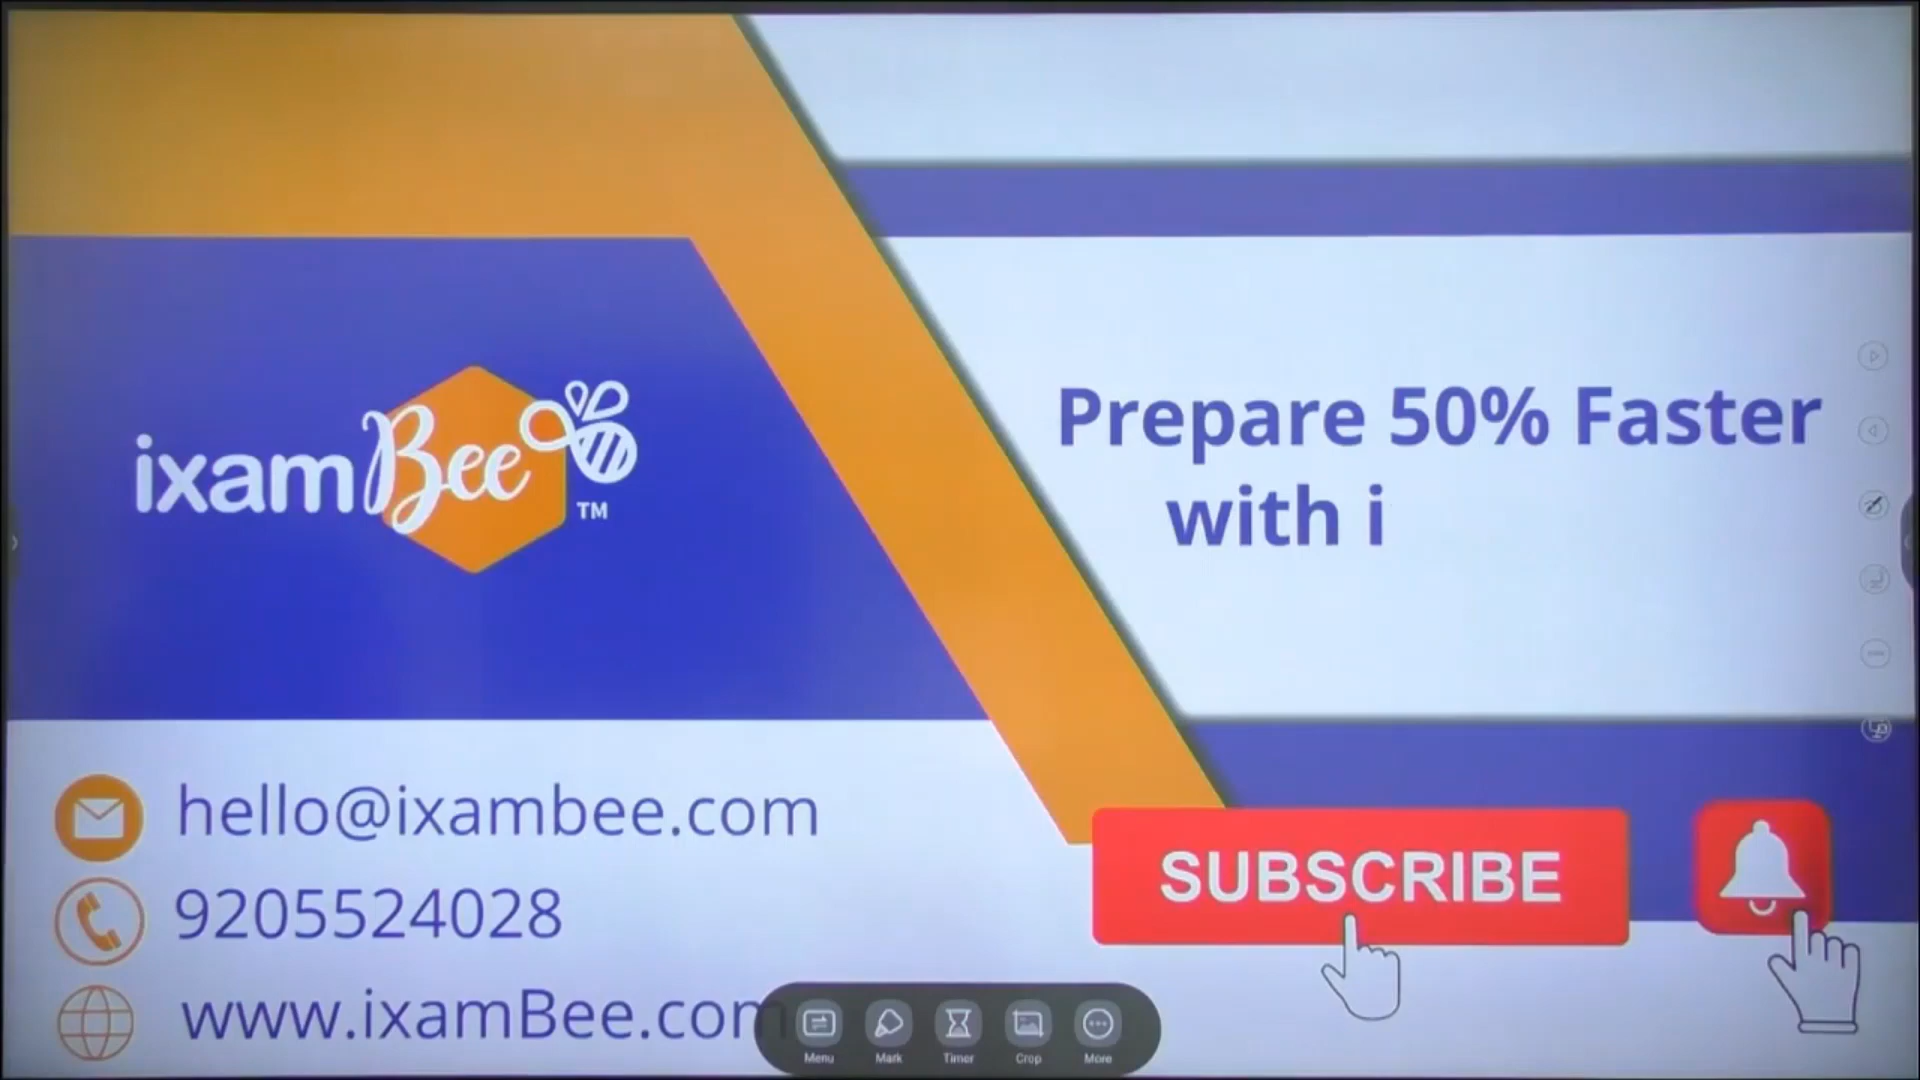 ixamBee
TM
Prepare 50% Faster
with i
hello@ixambee.com
9205524028
www.ixamBee.com
SUBSCRIBE
Menu
Mark
Timer
Crop
More